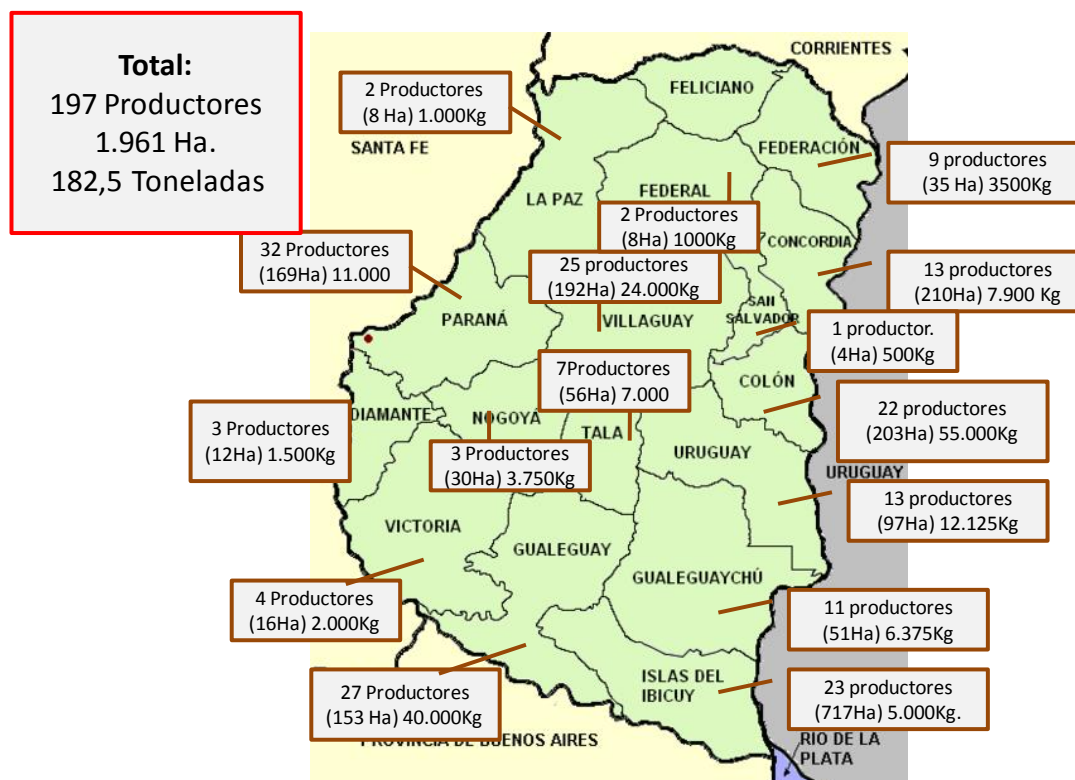 Total:
197 Productores
1.961 Ha.
182,5 Toneladas
CORRIENTES
FELICIANO
2 Productores
(8 Ha) 1.000Kg
SANTA FE
FEDERACIÓN
9 productores
(35 Ha) 3500Kg
LA PAZ
FEDERAL
2 Productores
(8Ha) 1000Kg
CONCORDIA
32 Productores
(169Ha) 11.000
25 productores
(192Ha) 24.000Kg
13 productores
(210Ha) 7.900 Kg
PARANÁ
VILLAGUAY
SAN
SALVADOR
1 productor.
(4Ha) 500Kg
7Productores
(56Ha) 7.000
COLÓN
DIAMANTE
NOGOYÁ
TALA
22 productores
(203Ha) 55.000Kg
3 Productores
(12Ha) 1.500Kg
3 Productores
(30Ha) 3.750Kg
URUGUAY
URUGUAY
13 productores
(97Ha) 12.125Kg
VICTORIA
GUALEGUAY
GUALEGUAYCHÚ
4 Productores
(16Ha) 2.000Kg
11 productores
(51Ha) 6.375Kg
ISLAS DEL
IBICUY
27 Productores
(153 Ha) 40.000Kg
23 productores
(717Ha) 5.000Kg.
PROVINCIA DE BUENOS AIRES
RIO DE LA
PLATA